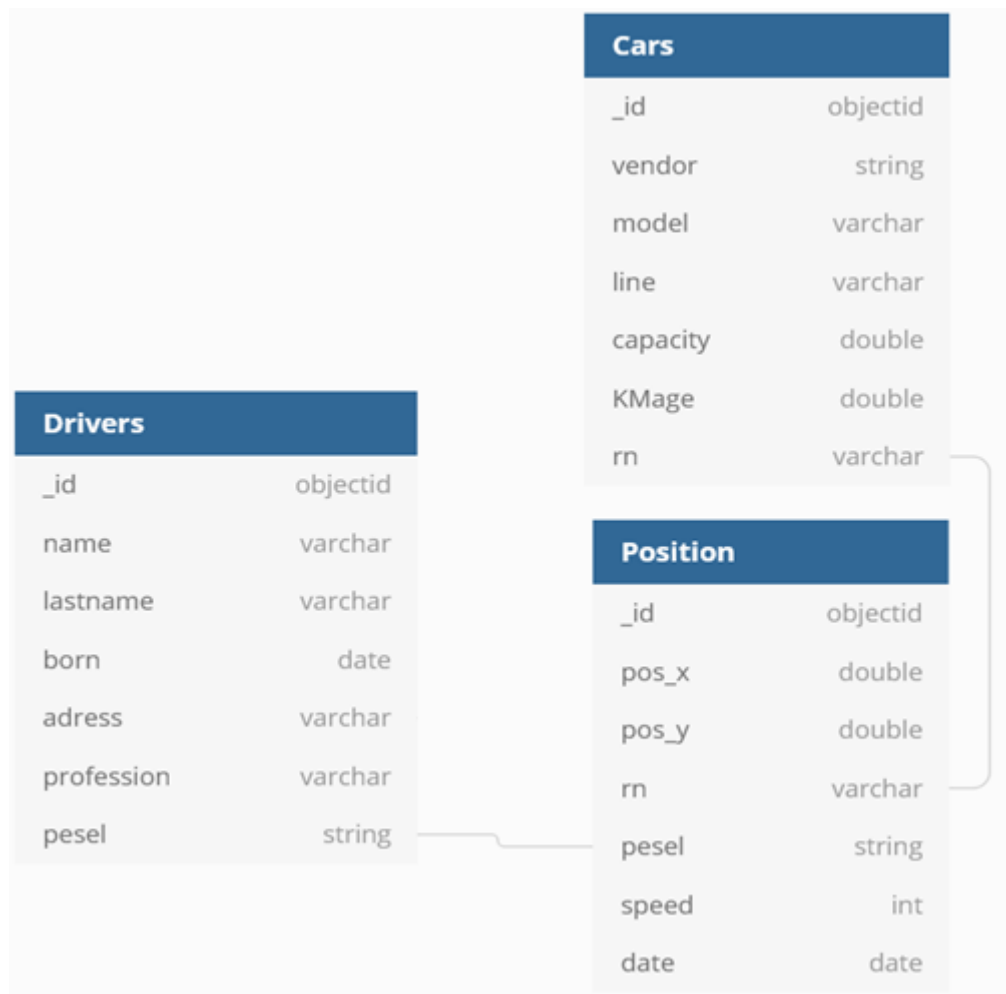 Cars
_id objectid
vendor string
model varchar
line varchar
capacity double
KMage double
rn varchar
Drivers
_id objectid
name varchar
lastname varchar
born date
adress varchar
profession varchar
pesel string
Position
_id objectid
pos_x double
pos_y double
rn varchar
pesel string
speed int
date date